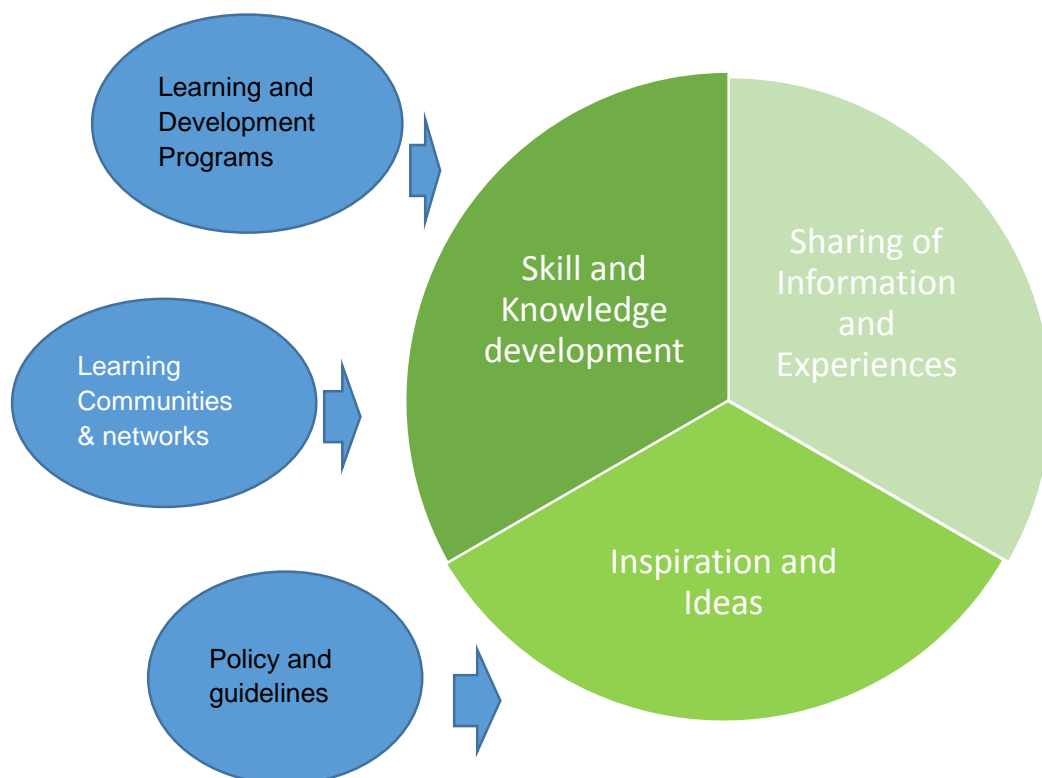 Learning and
Development
Programs
Learning
Communities
& networks
Policy and
guidelines
Skill and
Knowledge
development
Sharing of
Information
and
Experiences
Inspiration and
Ideas